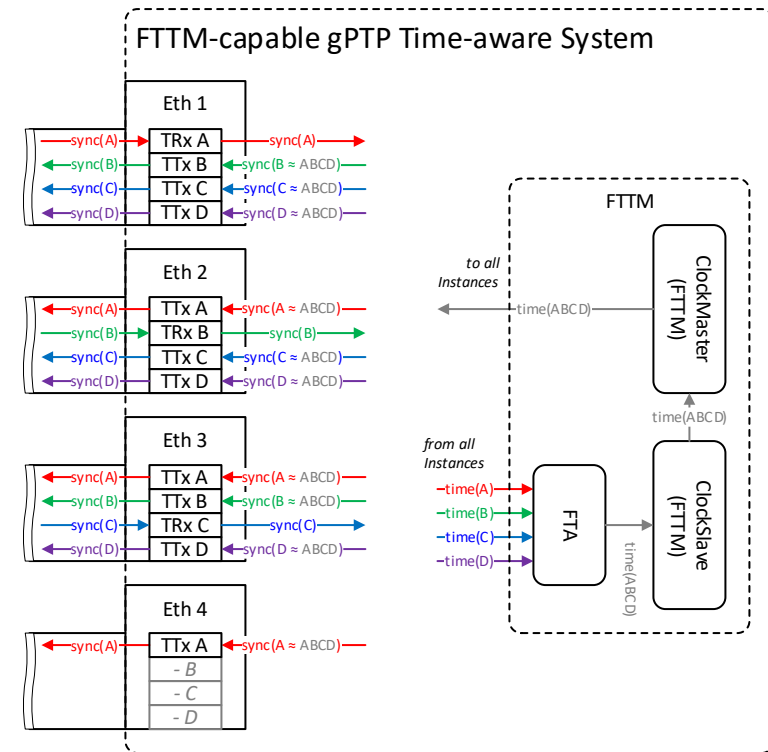 FTTM-capable gPTP Time-aware System
Eth 1
sync(A) TRx A sync(A)
sync(B) TTx B sync(B ≈ ABCD)
sync(C) TTx C sync(C ≈ ABCD)
sync(D) TTx D sync(D ≈ ABCD)
Eth 2
sync(A) TTx A sync(A ≈ ABCD)
sync(B) TRx B sync(B)
sync(C) TTx C sync(C ≈ ABCD)
sync(D) TTx D sync(D ≈ ABCD)
Eth 3
sync(A) TTx A sync(A ≈ ABCD)
sync(B) TTx B sync(B ≈ ABCD)
sync(C) TRx C sync(C)
sync(D) TTx D sync(D ≈ ABCD)
Eth 4
sync(A) TTx A sync(A ≈ ABCD)
- B
- C
- D
FTTM
to all
Instances
time(ABCD)
ClockMaster
(FTTM)
time(ABCD)
from all
Instances
time(A)
time(B)
time(C)
time(D)
FTA
time(ABCD)
ClockSlave
(FTTM)